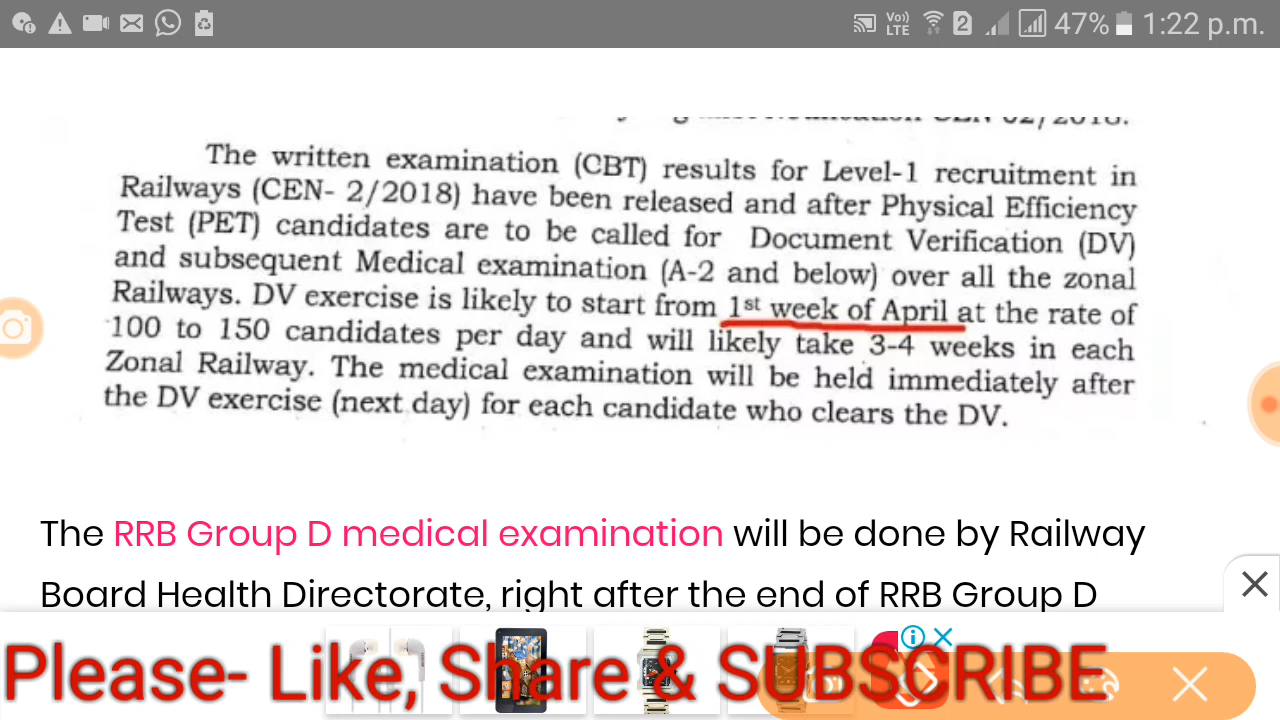 Vo)) LTE 2 47% 1:22 p.m.
The written examination (CBT) results for Level-1 recruitment in
Railways (CEN- 2/2018) have been released and after Physical Efficiency
Test (PET) candidates are to be called for Document Verification (DV)
and subsequent Medical examination (A-2 and below) over all the zonal
Railways. DV exercise is likely to start from 1st week of April at the rate of
100 to 150 candidates per day and will likely take 3-4 weeks in each
Zonal Railway. The medical examination will be held immediately after
the DV exercise (next day) for each candidate who clears the DV.
The RRB Group D medical examination will be done by Railway
Board Health Directorate, right after the end of RRB Group D
Please- Like, Share & SUBSCRIBE